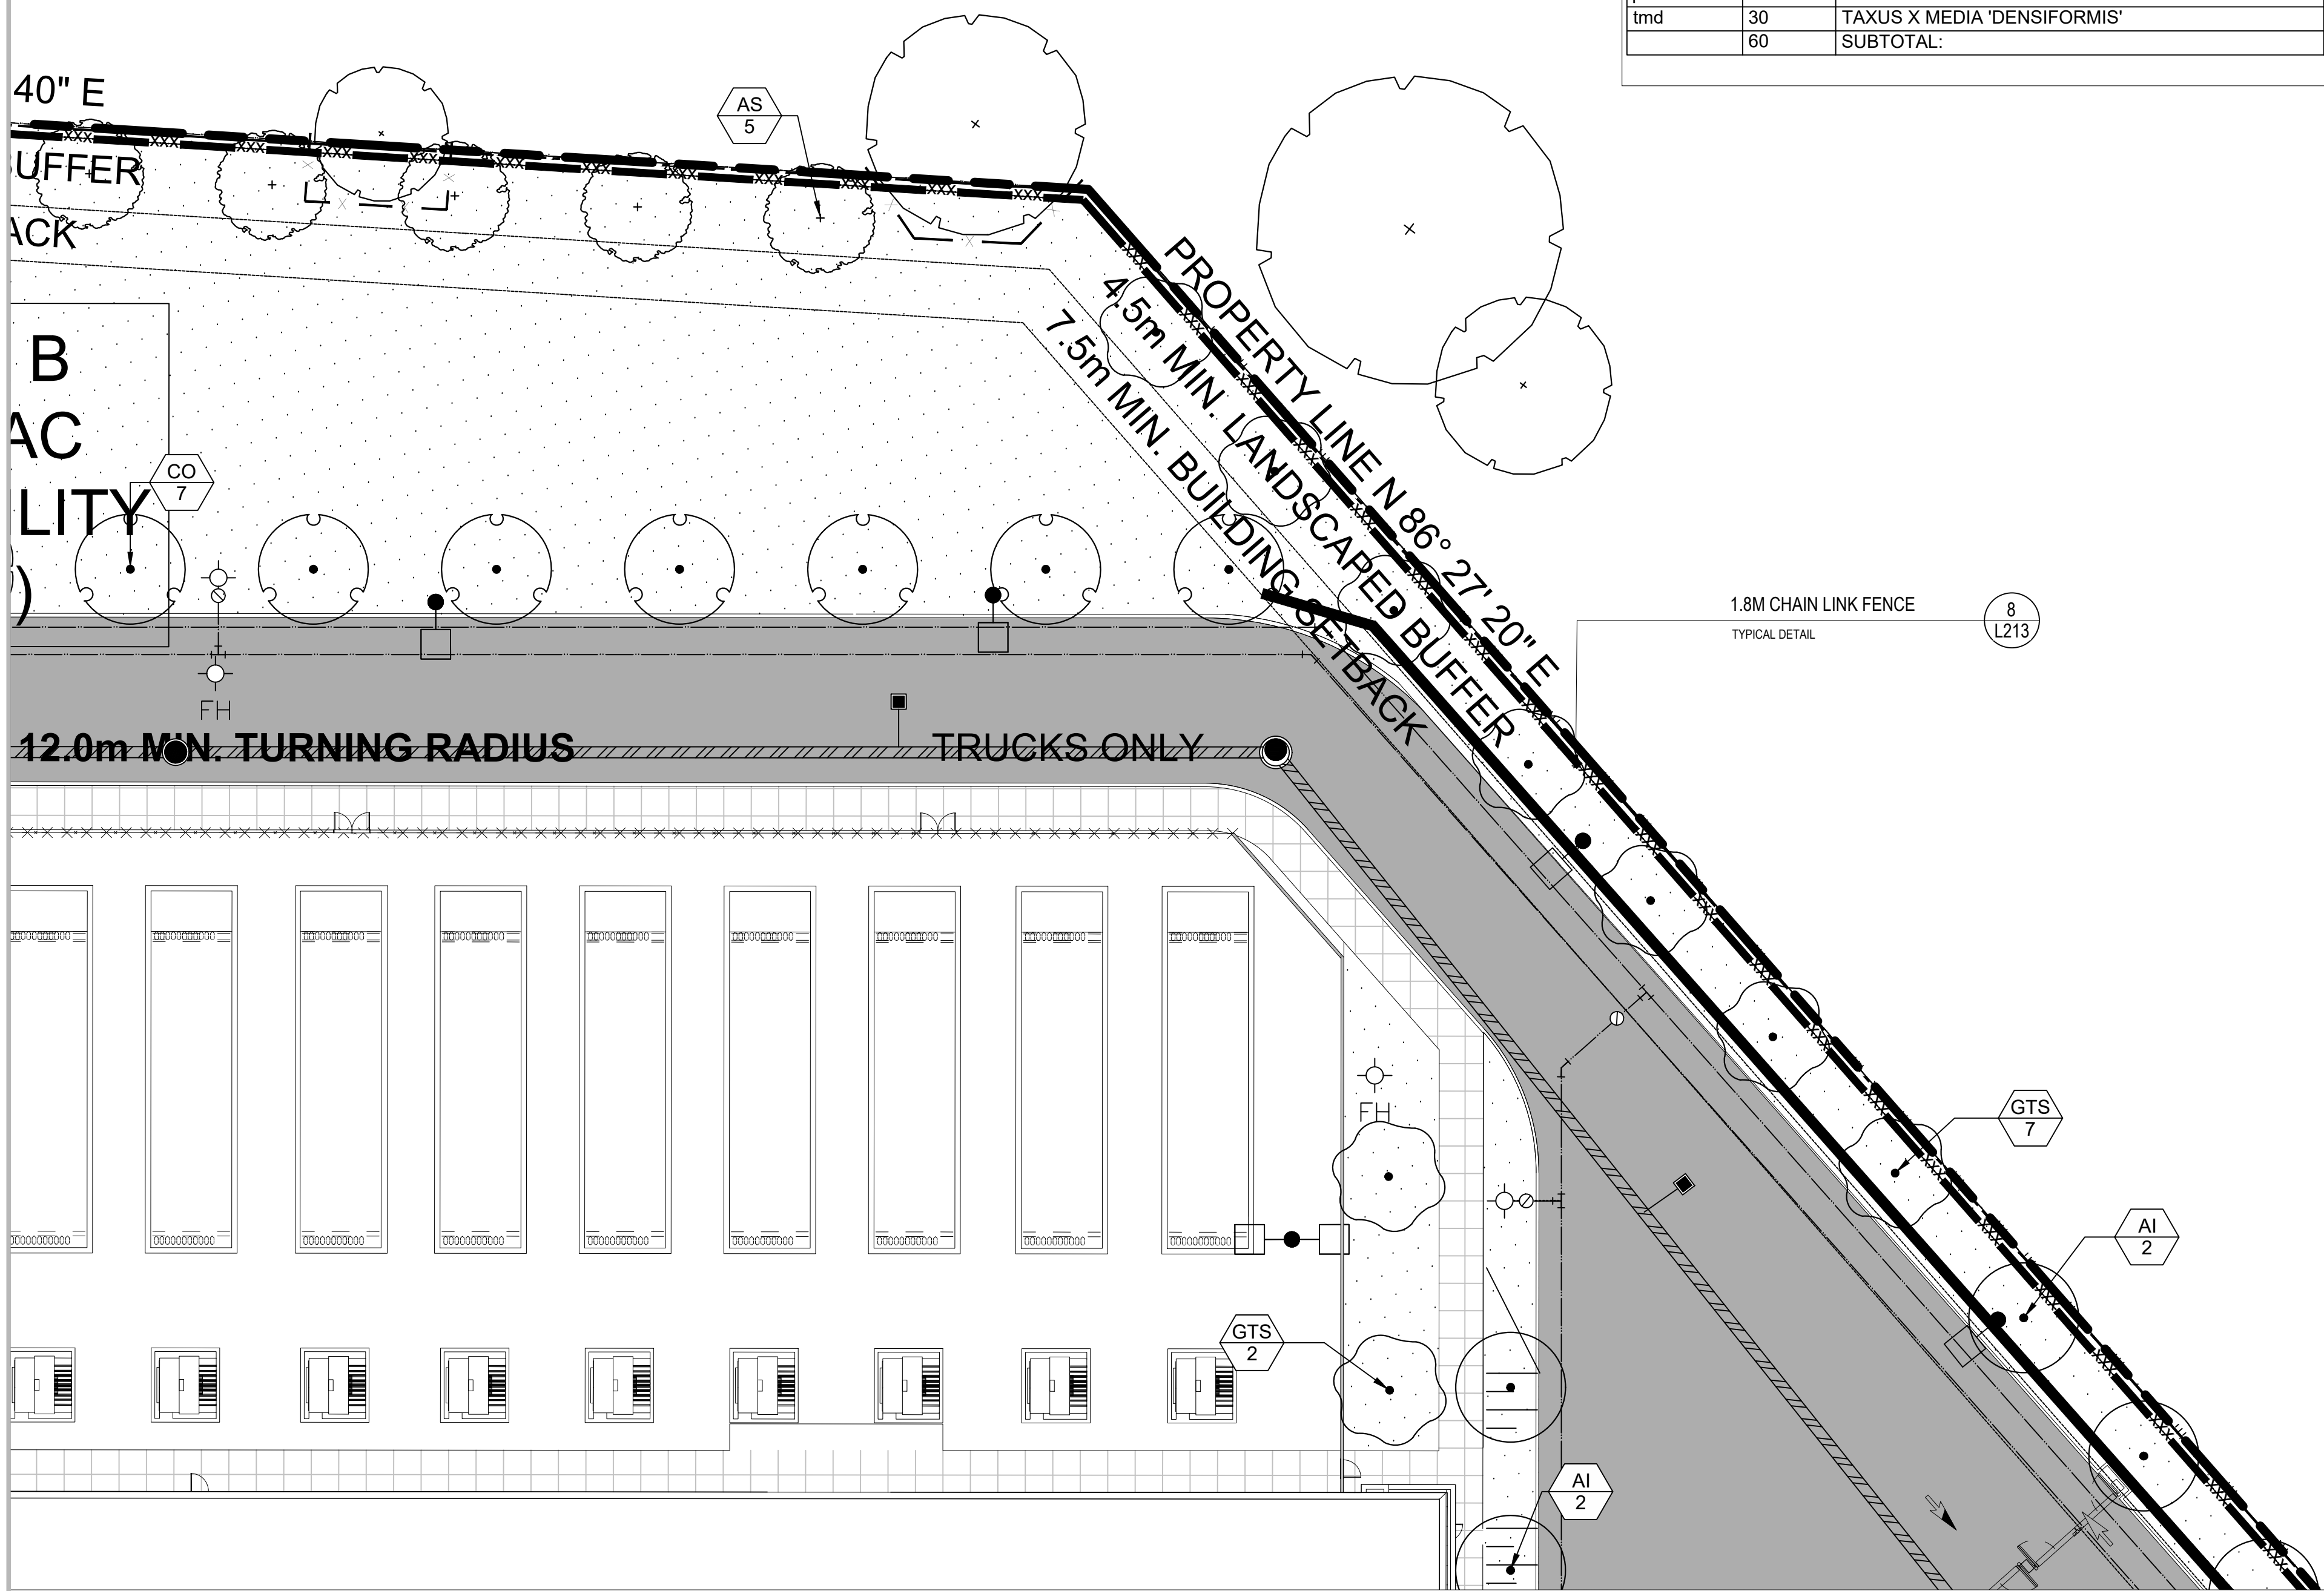 tmd 30 TAXUS X MEDIA 'DENSIFORMIS'
60 SUBTOTAL:
40" E
AS
5
BUFFER
ACK
PROPERTY LINE N 86° 27' 20" E
4.5m MIN. LANDSCAPED BUFFER
7.5m MIN. BUILDING SETBACK
B
AC
LITY
)
CO
7
1.8M CHAIN LINK FENCE
TYPICAL DETAIL
8
L213
FH
12.0m MIN. TURNING RADIUS
TRUCKS ONLY
FH
GTS
7
AI
2
GTS
2
AI
2